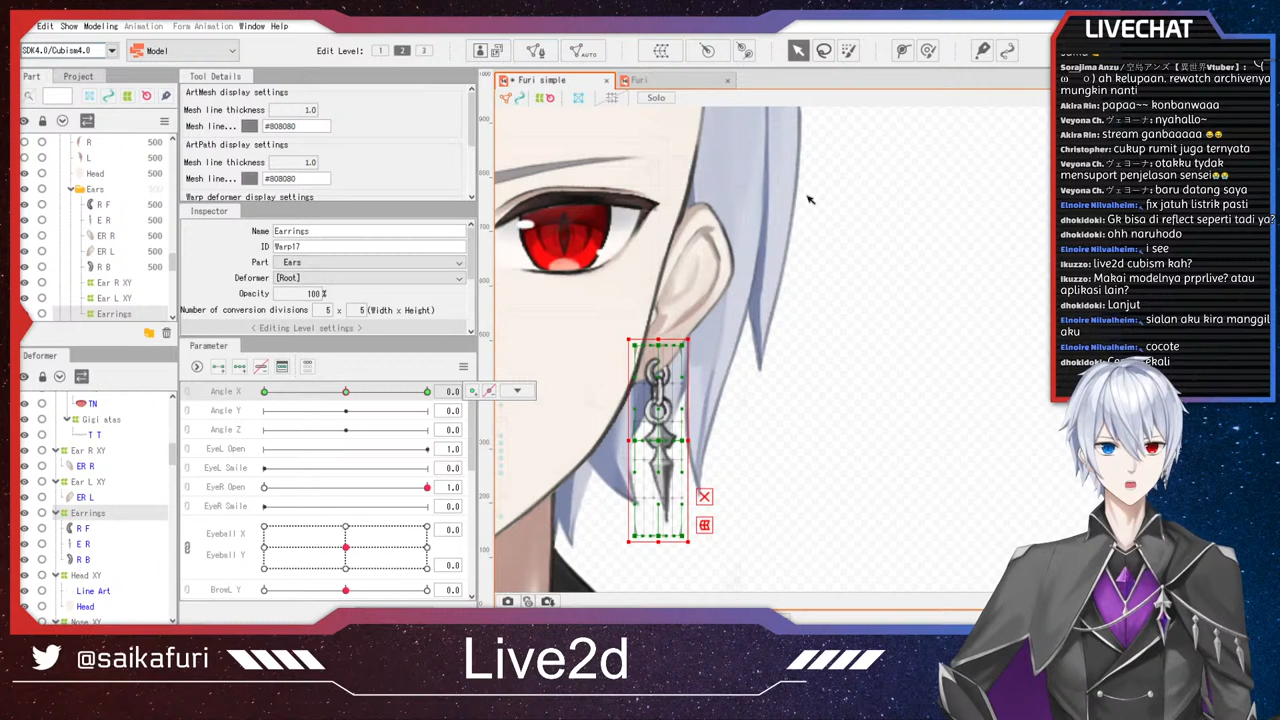 Edit Show Modeling Animation Form Animation Window Help
SDK4.0/Cubism4.0
Model
Edit Level: 1 2 3
AUTO
Part Project
Tool Details
* Furi simple
Furi
Solo
ArtMesh display settings
Mesh line thickness 1.0
Mesh line... #808080
ArtPath display settings
Mesh line thickness 1.0
Mesh line... #808080
Warp deformer display settings
R 500
L 500
Head 500
Ears
R F 500
E R 500
ER R 500
ER L 500
R B 500
Ear R XY
Ear L XY
Earrings
Inspector
Name Earrings
ID Warp17
Part Ears
Deformer [Root]
Opacity 100 %
Number of conversion divisions 5 x 5 (Width x Height)
< Editing Level settings >
Deformer
TN
Gigi atas
T T
Ear R XY
ER R
Ear L XY
ER L
Earrings
R F
E R
R B
Head XY
Line Art
Head
Nose XY
Parameter
Angle X 0.0
Angle Y 0.0
Angle Z 0.0
EyeL Open 1.0
EyeL Smile 0.0
EyeR Open 1.0
EyeR Smile 0.0
Eyeball X 0.0
Eyeball Y 0.0
BrowL Y 0.0
LIVECHAT
Sorajima Anzu / 空島アンズ【異世界Vtuber】:
ah kelupaan. rewatch archivenya
mungkin nanti
Akira Rin: papaa~~ konbanwaaa
Veyona Ch. ヴェヨーナ: nyahallo~
Akira Rin: stream ganbaaaaa 😆😆
Christopher: cukup rumit juga ternyata
Veyona Ch. ヴェヨーナ: otakku tydak
mensuport penjelosan sensei😭😭
Veyona Ch. ヴェヨーナ: baru datang saya
Elnoire Nilvalheim: fix jatuh listrik pasti
dhokidoki: Gk bisa di reflect seperti tadi ya?
dhokidoki: ohh naruhodo
Elnoire Nilvalheim: i see
Ikuzzo: live2d cubism kah?
Ikuzzo: Makai modelnya prprlive? atau
aplikasi lain?
dhokidoki: Lanjut
Elnoire Nilvalheim: sialan aku kira manggil
aku
Elnoire Nilvalheim: cocote
@saikafuri
Live2d